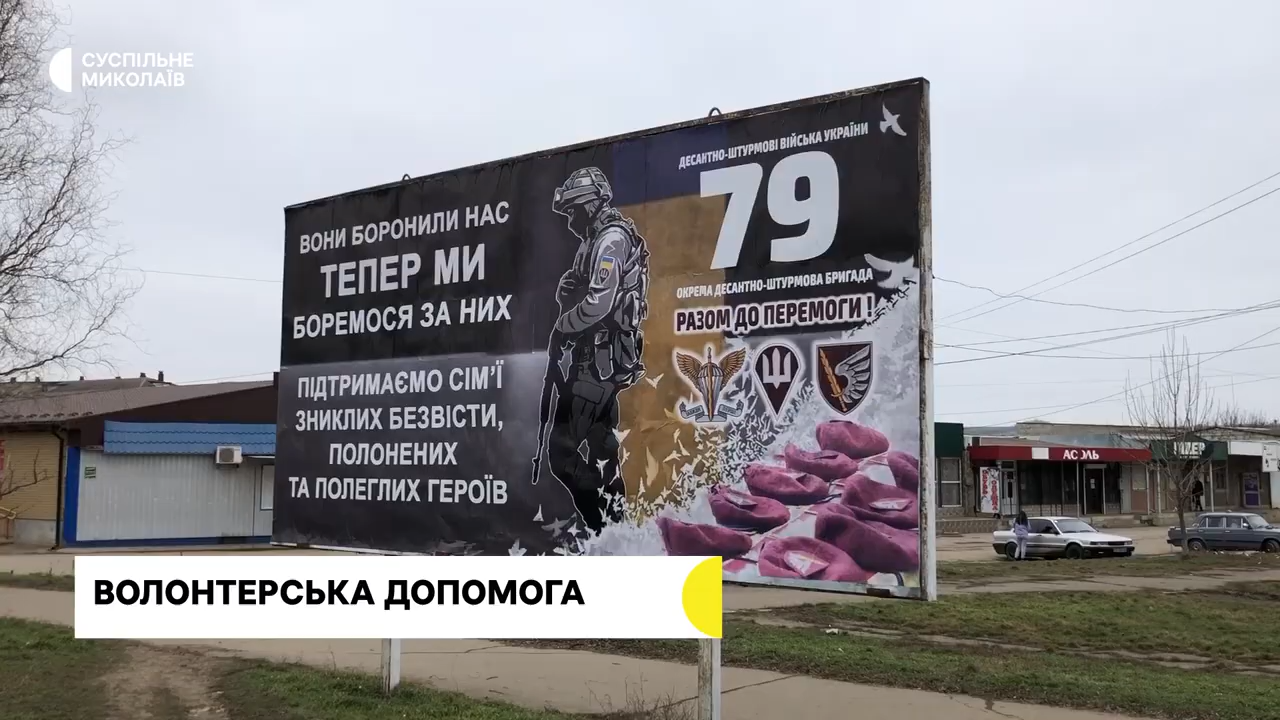 СУСПІЛЬНЕ
МИКОЛАЇВ
ВОНИ БОРОНИЛИ НАС
ТЕПЕР МИ
БОРЕМОСЯ ЗА НИХ
ПІДТРИМАЄМО СІМ’Ї
ЗНИКЛИХ БЕЗВІСТИ,
ПОЛОНЕНИХ
ТА ПОЛЕГЛИХ ГЕРОЇВ
ДЕСАНТНО-ШТУРМОВІ ВІЙСЬКА УКРАЇНИ
79
ОКРЕМА ДЕСАНТНО-ШТУРМОВА БРИГАДА
РАЗОМ ДО ПЕРЕМОГИ !
ВОЛОНТЕРСЬКА ДОПОМОГА